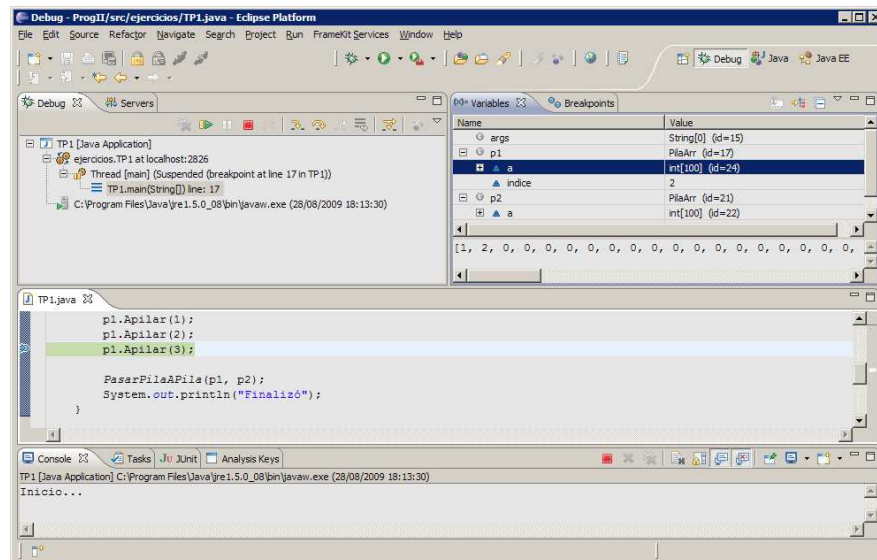 Debug - ProgII/src/ejercicios/TP1.java - Eclipse Platform
File Edit Source Refactor Navigate Search Project Run FrameKit Services Window Help
Debug Java Java EE
Debug Servers
TP1 [Java Application]
ejercicios.TP1 at localhost:2826
Thread [main] (Suspended (breakpoint at line 17 in TP1))
TP1.main(String[]) line: 17
C:\Program Files\Java\jre1.5.0_08\bin\javaw.exe (28/08/2009 18:13:30)
(x)= Variables Breakpoints
Name Value
args String[0] (id=15)
p1 PilaArr (id=17)
a int[100] (id=24)
indice 2
p2 PilaArr (id=21)
a int[100] (id=22)
[1, 2, 0, 0, 0, 0, 0, 0, 0, 0, 0, 0, 0, 0, 0, 0, 0,
TP1.java
p1.Apilar(1);
p1.Apilar(2);
p1.Apilar(3);
PasarPilaAPila(p1, p2);
System.out.println("Finalizó");
}
Console Tasks JUnit Analysis Keys
TP1 [Java Application] C:\Program Files\Java\jre1.5.0_08\bin\javaw.exe (28/08/2009 18:13:30)
Inicio...